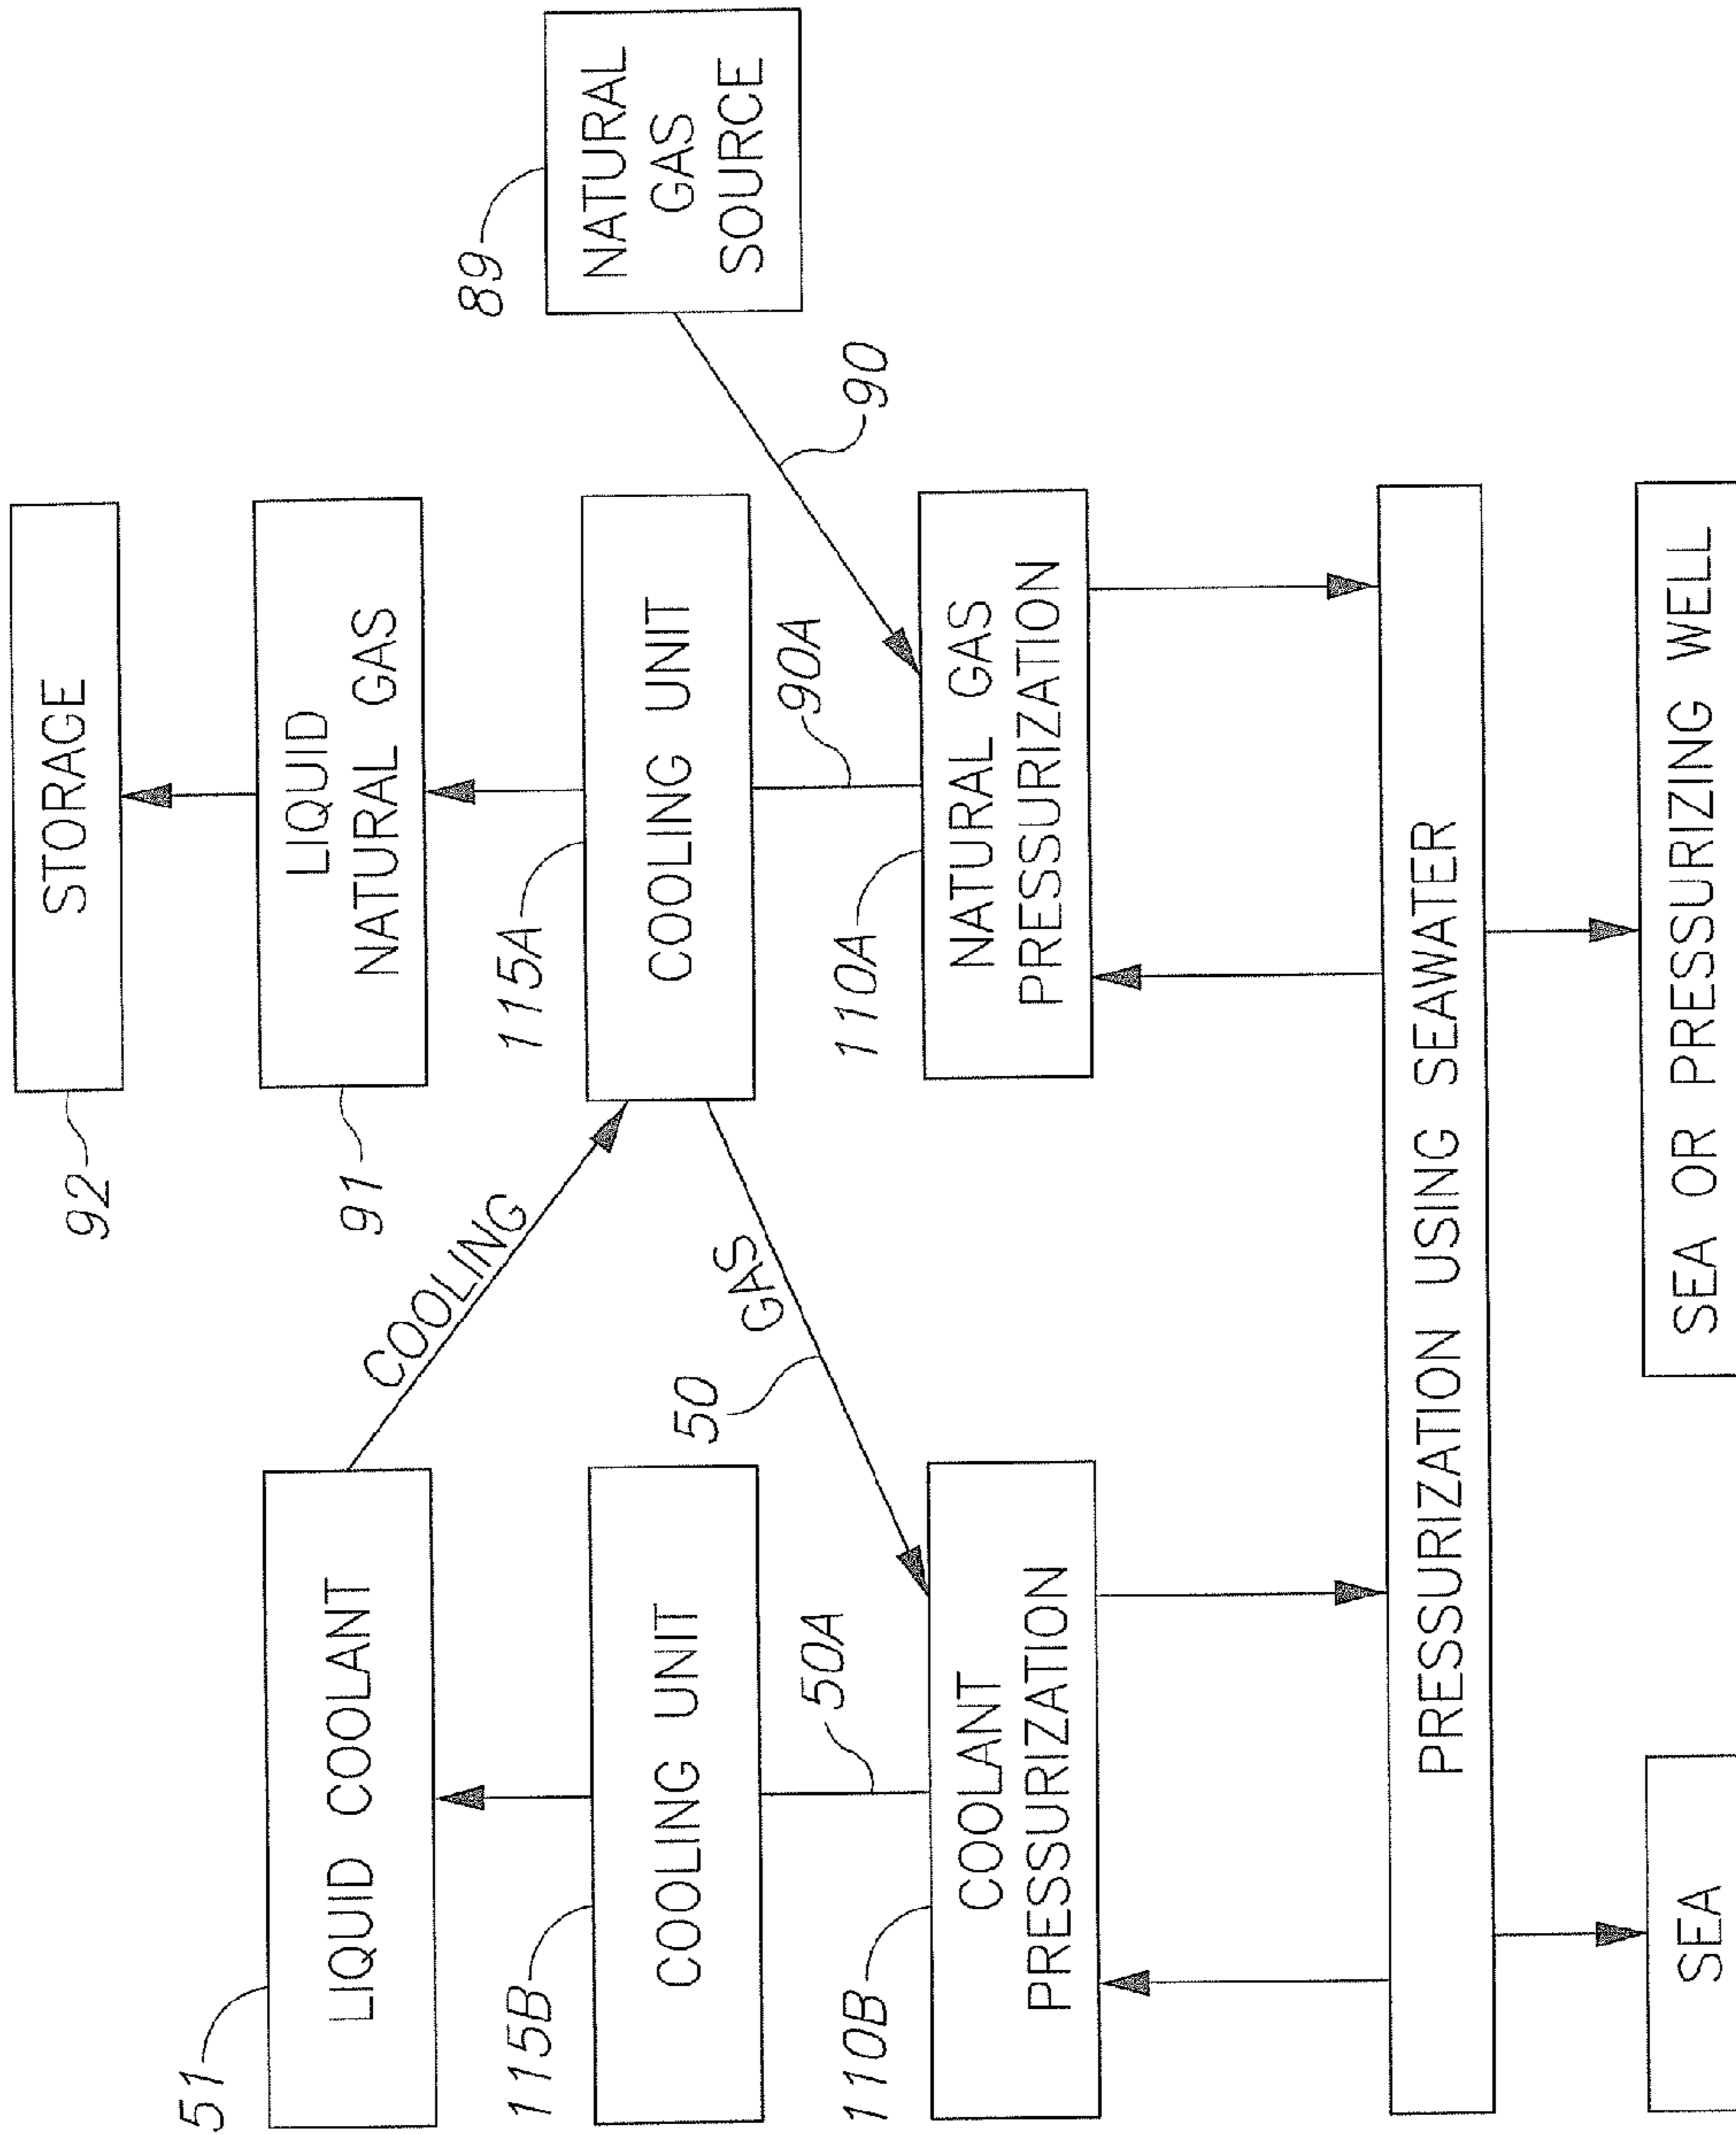 STORAGE
92
LIQUID
NATURAL GAS
91
COOLING UNIT
115A
90A
NATURAL GAS
PRESSURIZATION
110A
NATURAL
GAS
SOURCE
89
90
LIQUID COOLANT
51
COOLING
GAS
50
COOLING UNIT
115B
50A
COOLANT
PRESSURIZATION
110B
PRESSURIZATION USING SEAWATER
SEA
SEA OR PRESSURIZING WELL